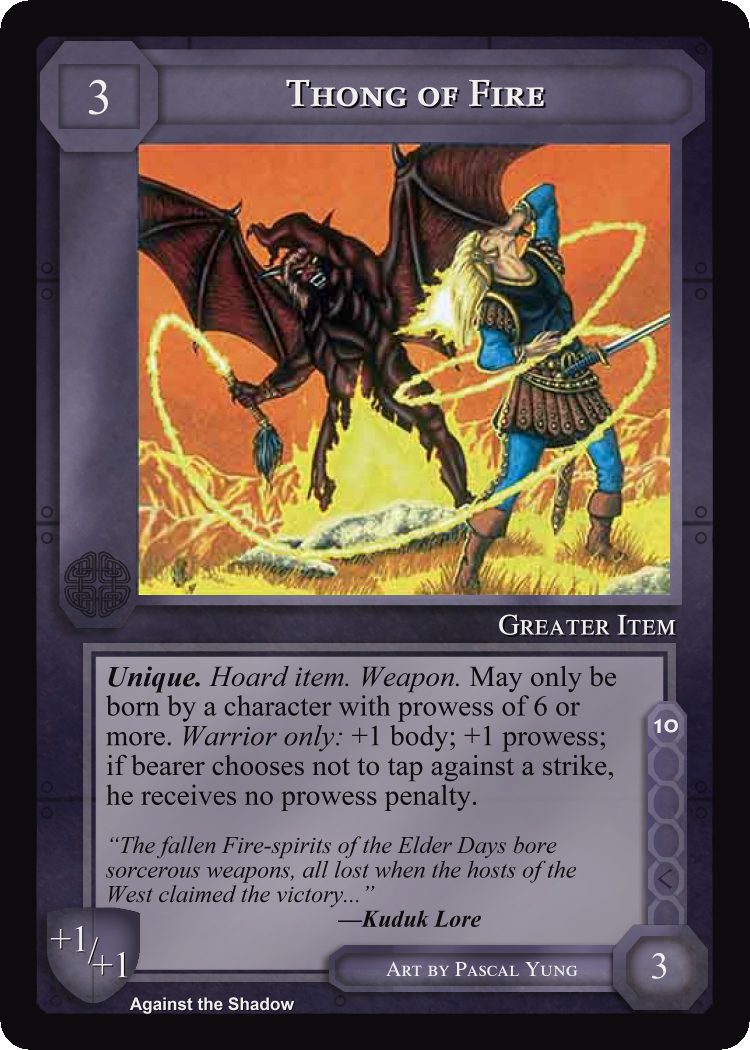 3
Thong of Fire
Greater Item
Unique. Hoard item. Weapon. May only be
born by a character with prowess of 6 or
more. Warrior only: +1 body; +1 prowess;
if bearer chooses not to tap against a strike,
he receives no prowess penalty.
10
“The fallen Fire-spirits of the Elder Days bore
sorcerous weapons, all lost when the hosts of the
West claimed the victory...”
—Kuduk Lore
+1/+1
Art by Pascal Yung
3
Against the Shadow